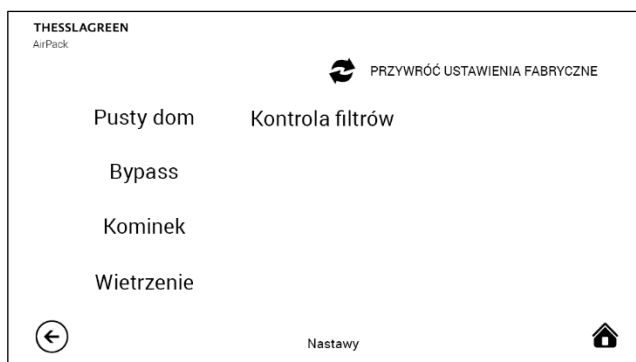 THESSLAGREEN
AirPack
PRZYWRÓĆ USTAWIENIA FABRYCZNE
Pusty dom
Kontrola filtrów
Bypass
Kominek
Wietrzenie
Nastawy